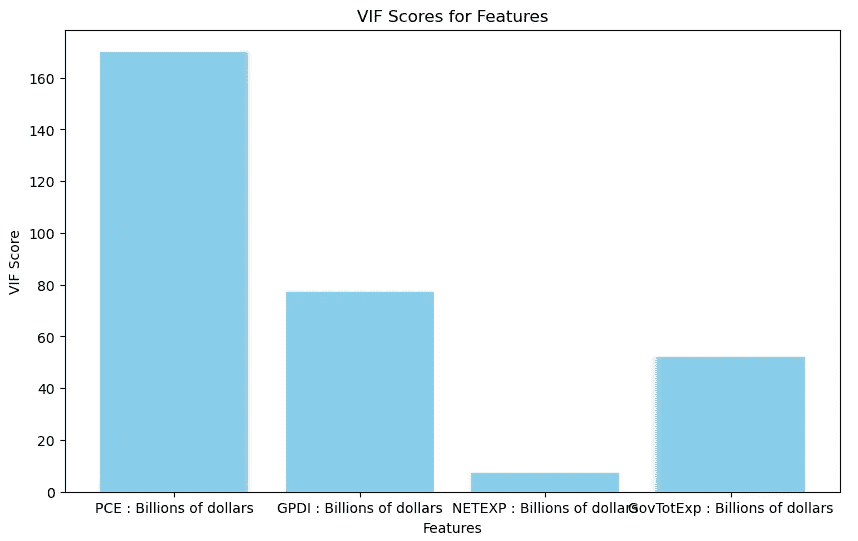 VIF Scores for Features
VIF Score
160
140
120
100
80
60
40
20
0
PCE : Billions of dollars GPDI : Billions of dollars NETEXP : Billions of dollars GovTotExp : Billions of dollars
Features